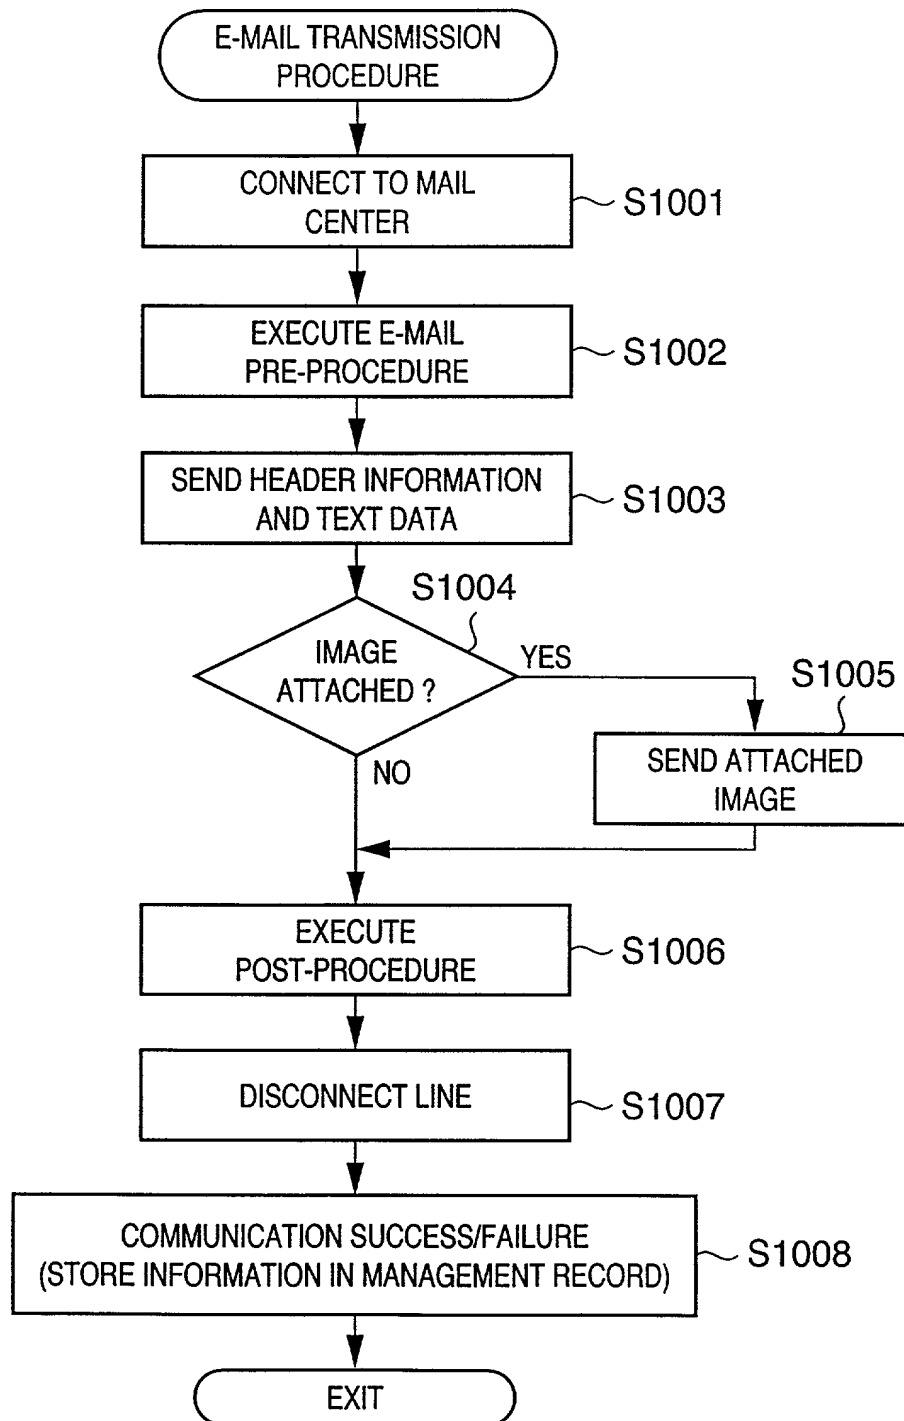 E-MAIL TRANSMISSION
PROCEDURE
CONNECT TO MAIL
CENTER
S1001
EXECUTE E-MAIL
PRE-PROCEDURE
S1002
SEND HEADER INFORMATION
AND TEXT DATA
S1003
S1004
IMAGE
ATTACHED ?
YES
NO
S1005
SEND ATTACHED
IMAGE
EXECUTE
POST-PROCEDURE
S1006
DISCONNECT LINE
S1007
COMMUNICATION SUCCESS/FAILURE
(STORE INFORMATION IN MANAGEMENT RECORD)
S1008
EXIT